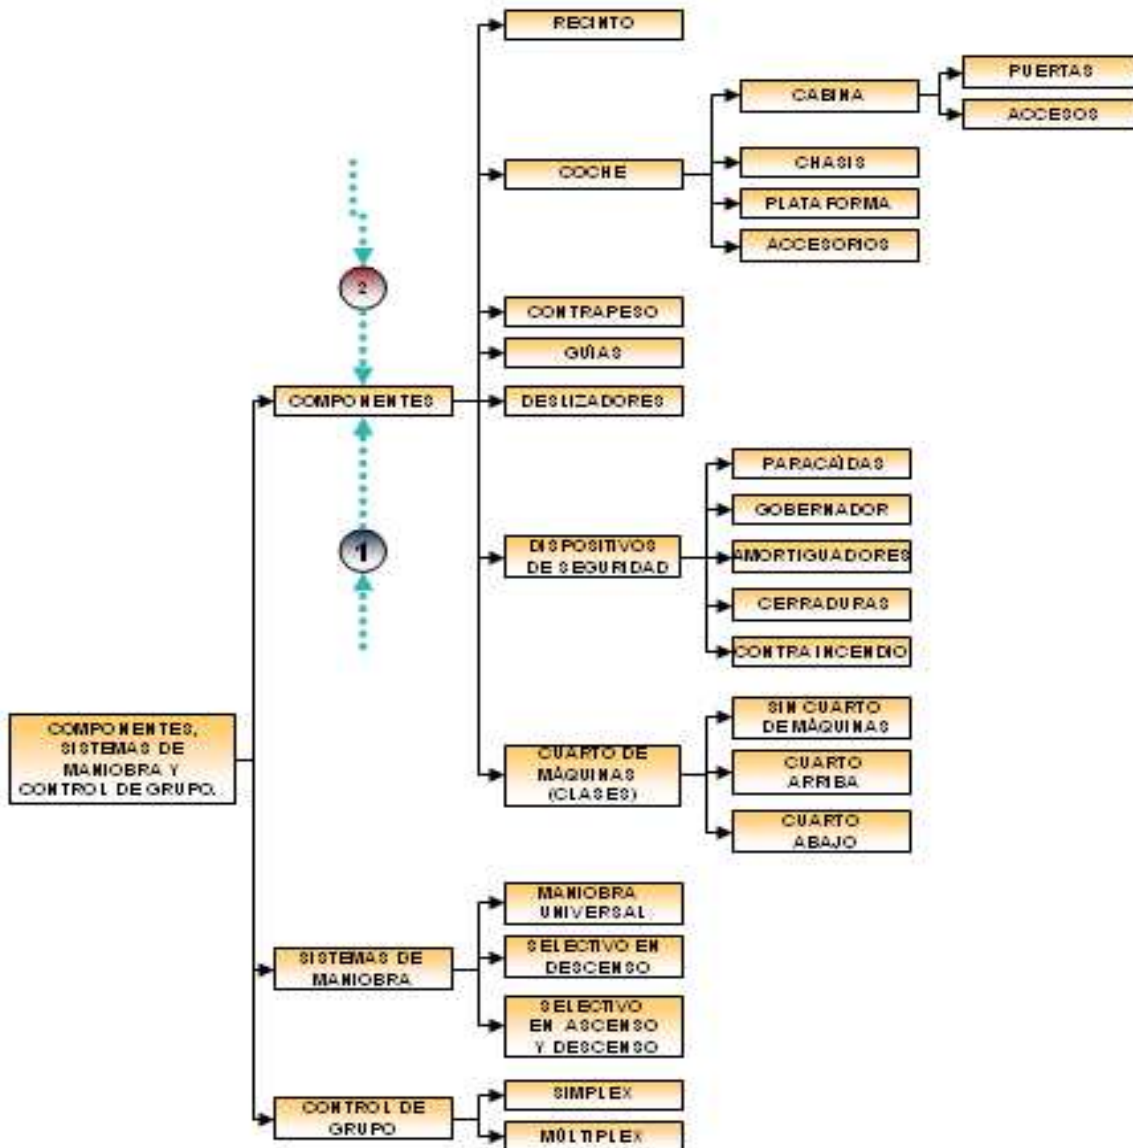 RECINTO
PUERTAS
CABINA
ACCESOS
COCHE
CHASIS
PLATAFORMA
ACCESORIOS
2
CONTRAPESO
GUÍAS
COMPONENTES
DESLIZADORES
PARACAÍDAS
GOBERNADOR
1
DISPOSITIVOS
DE SEGURIDAD
AMORTIGUADORES
CERRADURAS
CONTRA INCENDIO
SIN CUARTO
DE MÁQUINAS
COMPONENTES,
SISTEMAS DE
MANIOBRA Y
CONTROL DE GRUPO.
CUARTO DE
MÁQUINAS
(CLASES)
CUARTO
ARRIBA
CUARTO
ABAJO
MANIOBRA
UNIVERSAL
SISTEMAS DE
MANIOBRA
SELECTIVO EN
DESCENSO
SELECTIVO
EN ASCENSO
Y DESCENSO
CONTROL DE
GRUPO
SIMPLEX
MÚLTIPLEX